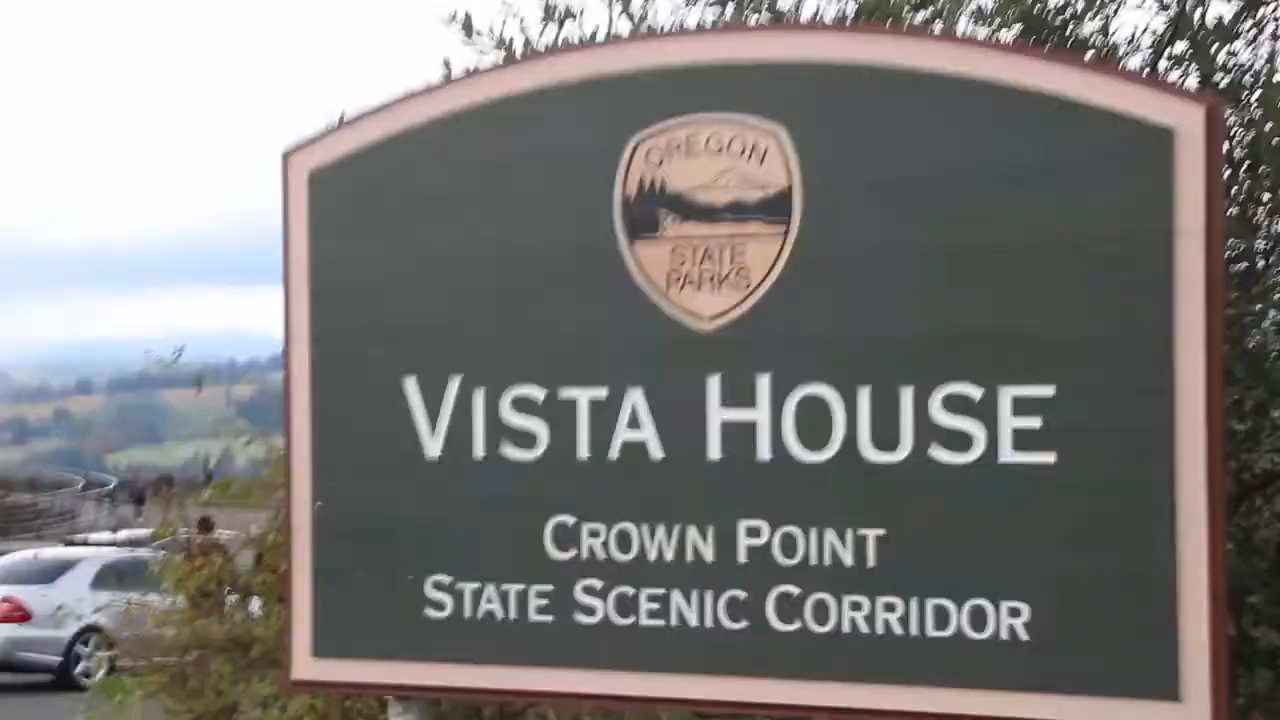 OREGON
STATE
PARKS
VISTA HOUSE
CROWN POINT
STATE SCENIC CORRIDOR